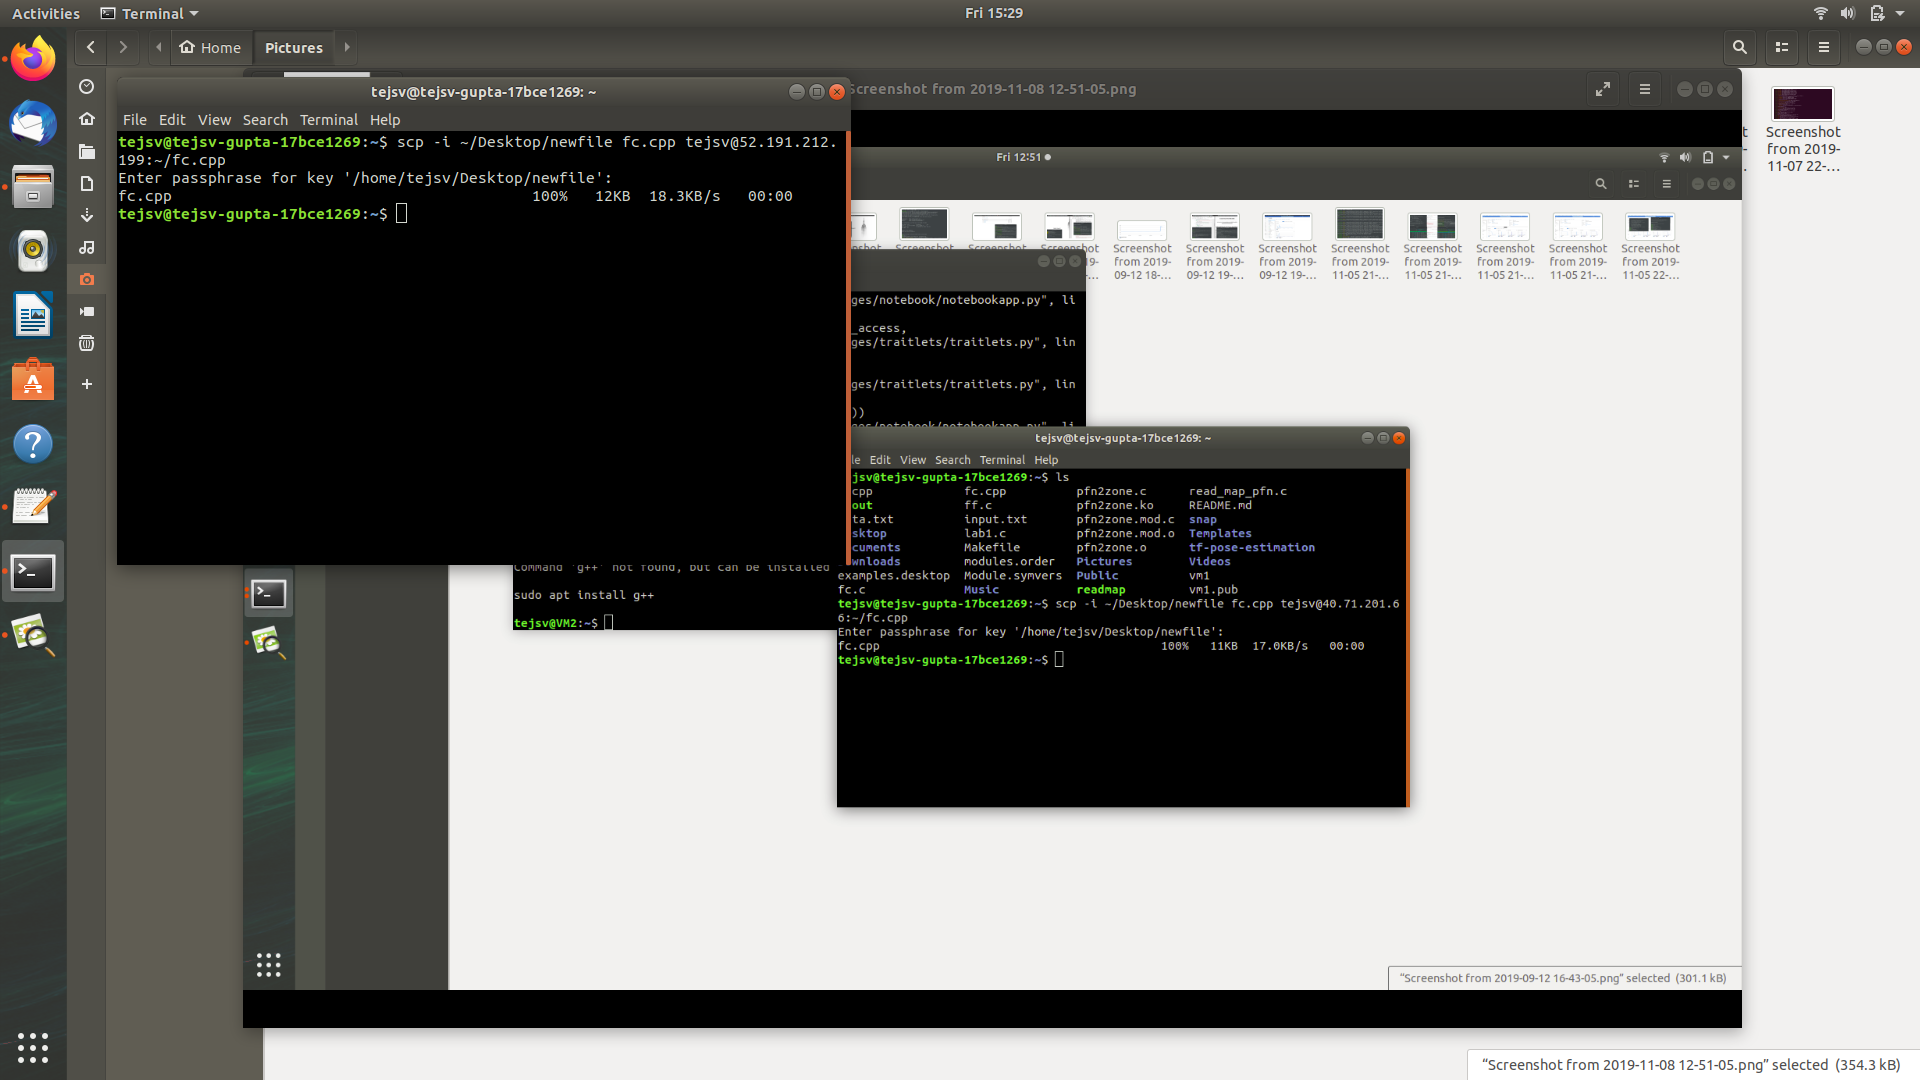 Activities
Terminal
Fri 15:29
Home
Pictures
Screenshot from 2019-11-08 12-51-05.png
tejsv@tejsv-gupta-17bce1269: ~
File Edit View Search Terminal Help
tejsv@tejsv-gupta-17bce1269:~$ scp -i ~/Desktop/newfile fc.cpp tejsv@52.191.212.
199:~/fc.cpp
Enter passphrase for key '/home/tejsv/Desktop/newfile':
fc.cpp 100% 12KB 18.3KB/s 00:00
tejsv@tejsv-gupta-17bce1269:~$
Screenshot
from 2019-
11-07 22-...
Fri 12:51
Screenshot
from 2019-
09-12 18-...
Screenshot
from 2019-
09-12 19-...
Screenshot
from 2019-
09-12 19-...
Screenshot
from 2019-
11-05 21-...
Screenshot
from 2019-
11-05 21-...
Screenshot
from 2019-
11-05 21-...
Screenshot
from 2019-
11-05 21-...
Screenshot
from 2019-
11-05 22-...
ges/notebook/notebookapp.py", li
_access,
ges/traitlets/traitlets.py", lin
ges/traitlets/traitlets.py", lin
))
Command 'g++' not found, but can be installed
sudo apt install g++
tejsv@VM2:~$
tejsv@tejsv-gupta-17bce1269: ~
le Edit View Search Terminal Help
jsv@tejsv-gupta-17bce1269:~$ ls
cpp fc.cpp pfn2zone.c read_map_pfn.c
out ff.c pfn2zone.ko README.md
ta.txt input.txt pfn2zone.mod.c snap
sktop lab1.c pfn2zone.mod.o Templates
cuments Makefile pfn2zone.o tf-pose-estimation
wnloads modules.order Pictures Videos
examples.desktop Module.symvers Public vm1
fc.c Music readmap vm1.pub
tejsv@tejsv-gupta-17bce1269:~$ scp -i ~/Desktop/newfile fc.cpp tejsv@40.71.201.6
6:~/fc.cpp
Enter passphrase for key '/home/tejsv/Desktop/newfile':
fc.cpp 100% 11KB 17.0KB/s 00:00
tejsv@tejsv-gupta-17bce1269:~$
"Screenshot from 2019-09-12 16-43-05.png" selected (301.1 kB)
"Screenshot from 2019-11-08 12-51-05.png" selected (354.3 kB)